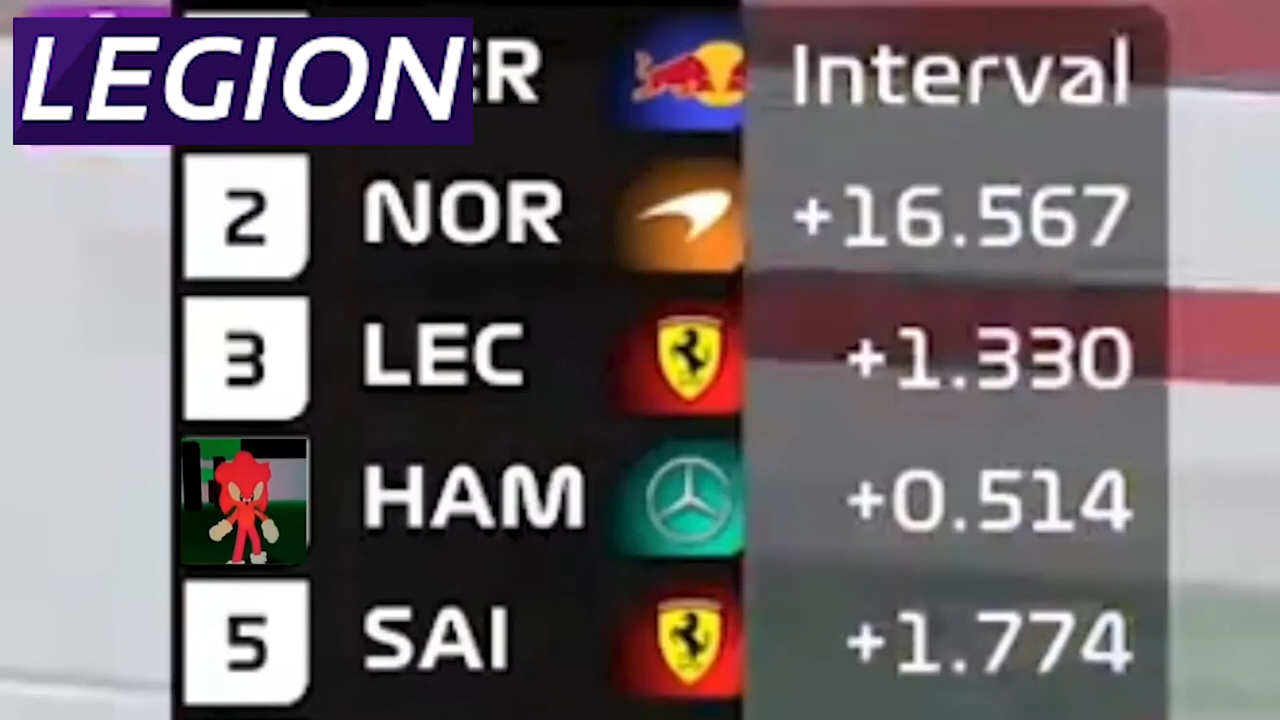 LEGION
ER Interval
2 NOR +16.567
3 LEC +1.330
HAM +0.514
5 SAI +1.774